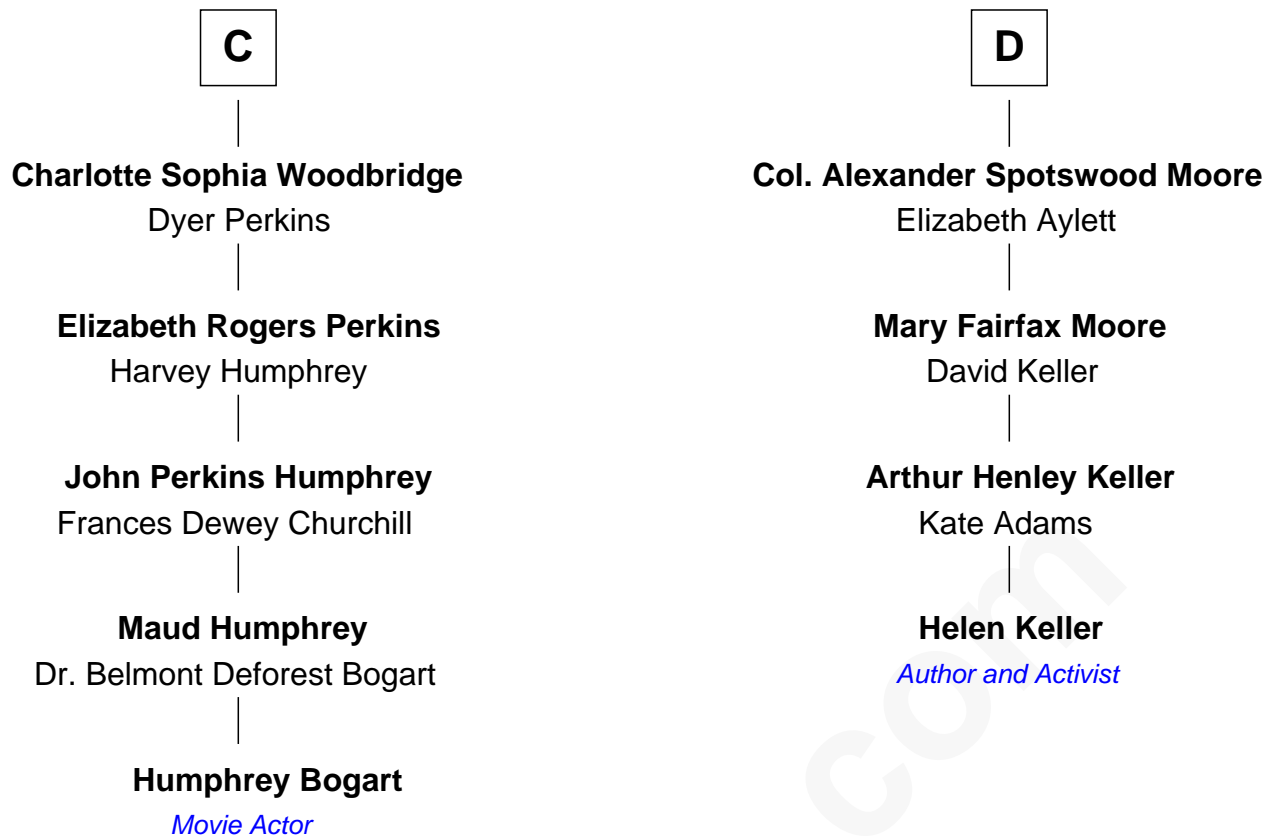 C
Charlotte Sophia Woodbridge
Dyer Perkins
Elizabeth Rogers Perkins
Harvey Humphrey
John Perkins Humphrey
Frances Dewey Churchill
Maud Humphrey
Dr. Belmont Deforest Bogart
Humphrey Bogart
Movie Actor
D
Col. Alexander Spotswood Moore
Elizabeth Aylett
Mary Fairfax Moore
David Keller
Arthur Henley Keller
Kate Adams
Helen Keller
Author and Activist
com